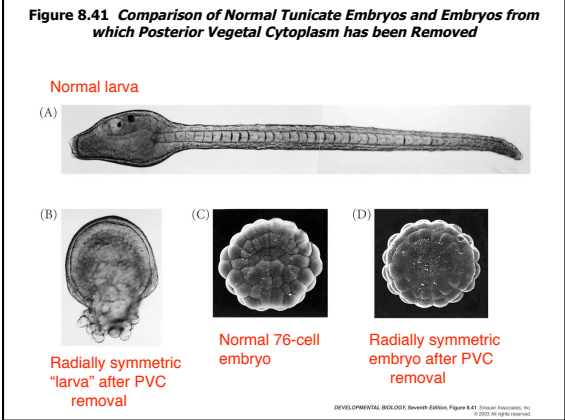 Figure 8.41 Comparison of Normal Tunicate Embryos and Embryos from
which Posterior Vegetal Cytoplasm has been Removed
Normal larva
(A)
(B)
(C)
(D)
Radially symmetric
“larva” after PVC
removal
Normal 76-cell
embryo
Radially symmetric
embryo after PVC
removal
DEVELOPMENTAL BIOLOGY, Seventh Edition, Figure 8.41 Sinauer Associates, Inc.
© 2003 All rights reserved.